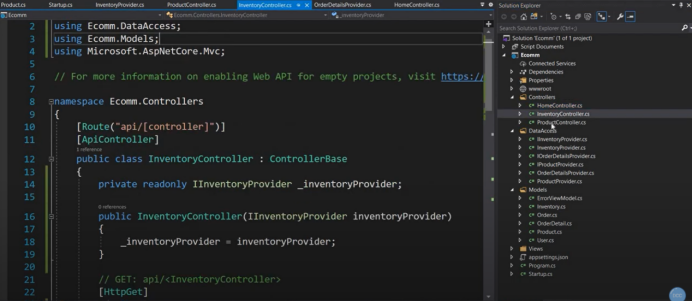 Product.cs Startup.cs InventoryProvider.cs ProductController.cs InventoryController.cs OrderDetailsProvider.cs HomeController.cs
Ecomm Ecomm.Controllers.InventoryController _inventoryProvider
2 using Ecomm.DataAccess;
3 using Ecomm.Models;
4 using Microsoft.AspNetCore.Mvc;
5
6 // For more information on enabling Web API for empty projects, visit https:/
7
8 namespace Ecomm.Controllers
9 {
10 [Route("api/[controller]")]
11 [ApiController]
1 reference
12 public class InventoryController : ControllerBase
13 {
14 private readonly IInventoryProvider _inventoryProvider;
15
0 references
16 public InventoryController(IInventoryProvider inventoryProvider)
17 {
18 _inventoryProvider = inventoryProvider;
19 }
20
21 // GET: api/<InventoryController>
22 [HttpGet]
Solution Explorer
Search Solution Explorer (Ctrl+;)
Solution 'Ecomm' (1 of 1 project)
Script Documents
Ecomm
Connected Services
Dependencies
Properties
wwwroot
Controllers
HomeController.cs
InventoryController.cs
ProductController.cs
DataAccess
IInventoryProvider.cs
InventoryProvider.cs
IOrderDetailsProvider.cs
IProductProvider.cs
OrderDetailsProvider.cs
ProductProvider.cs
Models
ErrorViewModel.cs
Inventory.cs
Order.cs
OrderDetail.cs
Product.cs
User.cs
Views
appsettings.json
Program.cs
Startup.cs